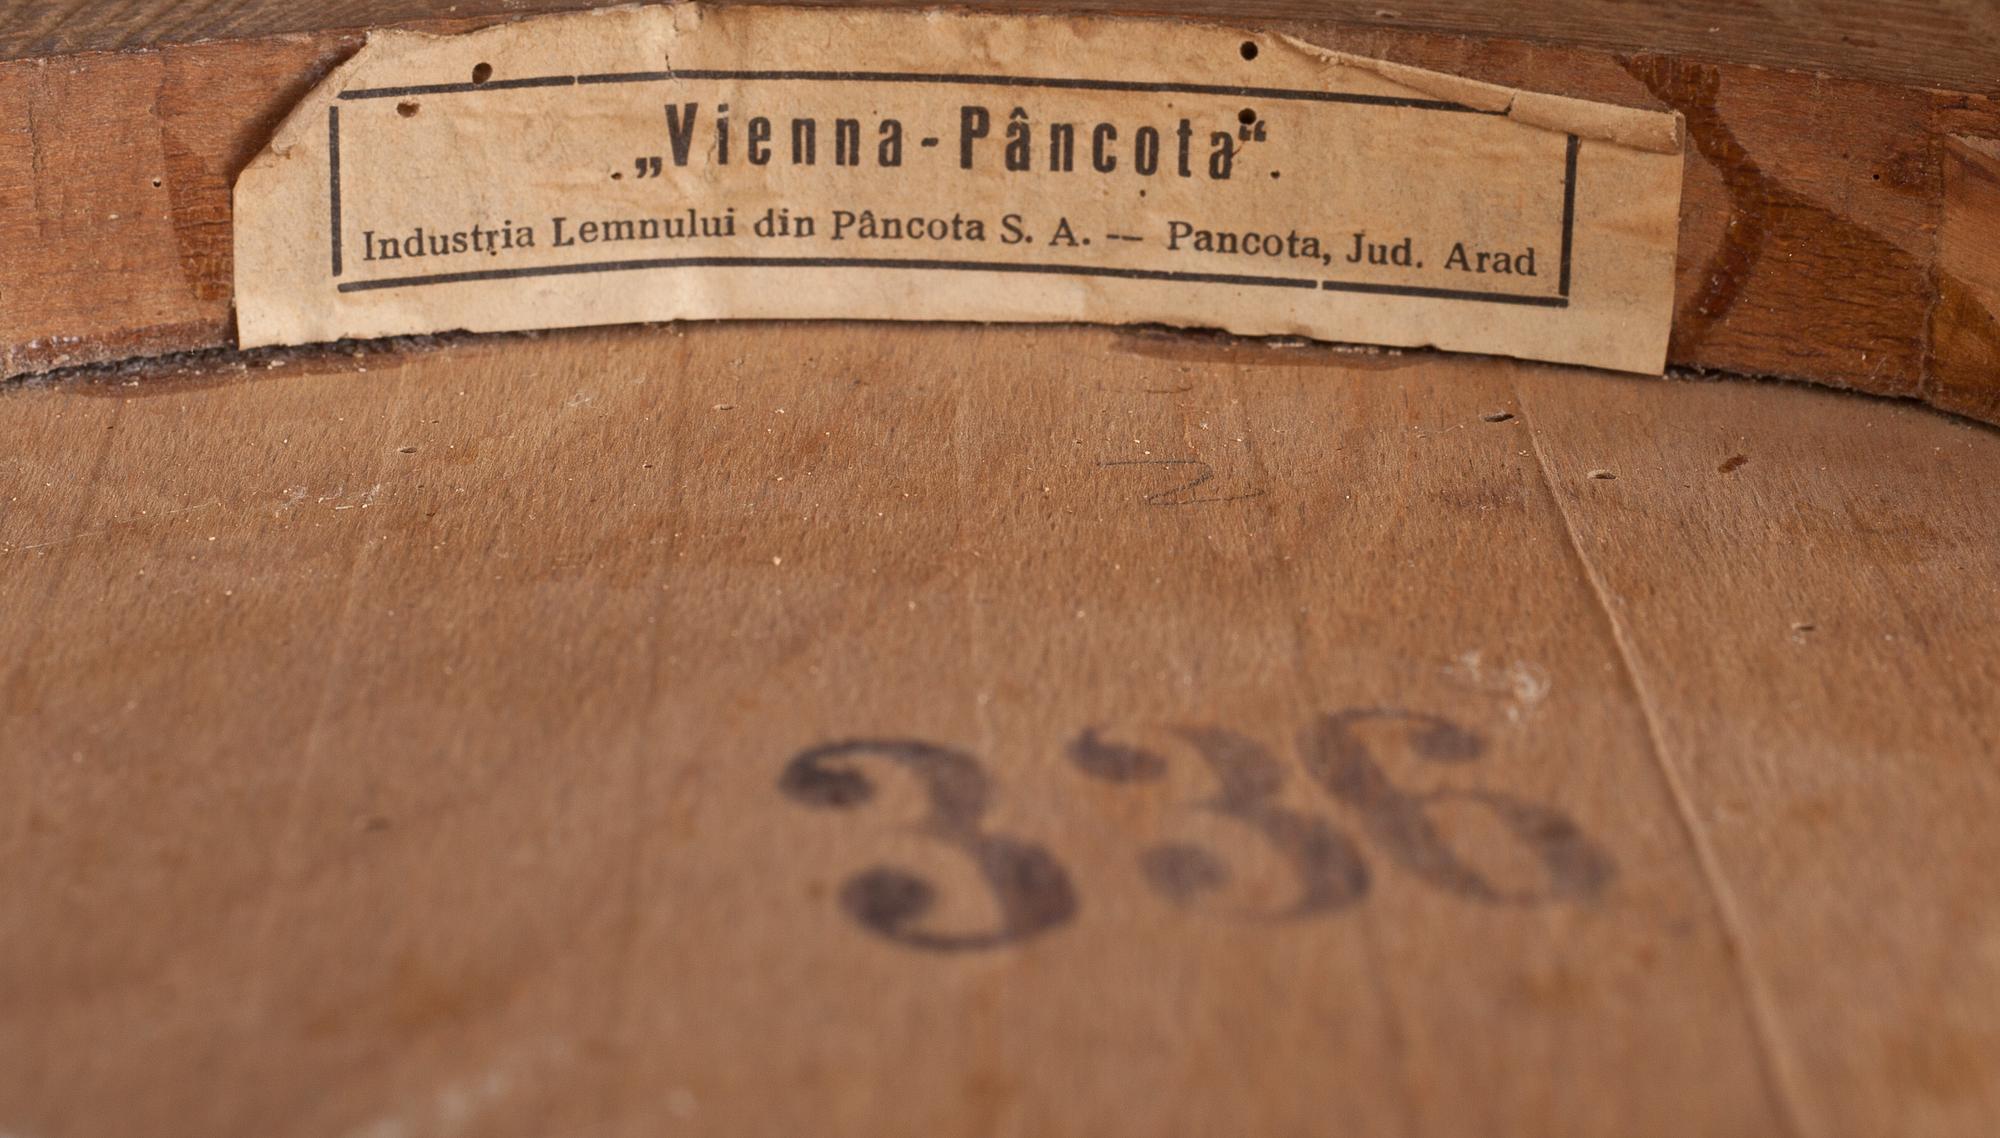 „Vienna-Pâncota“
Industria Lemnului din Pâncota S. A. — Pancota, Jud. Arad
336